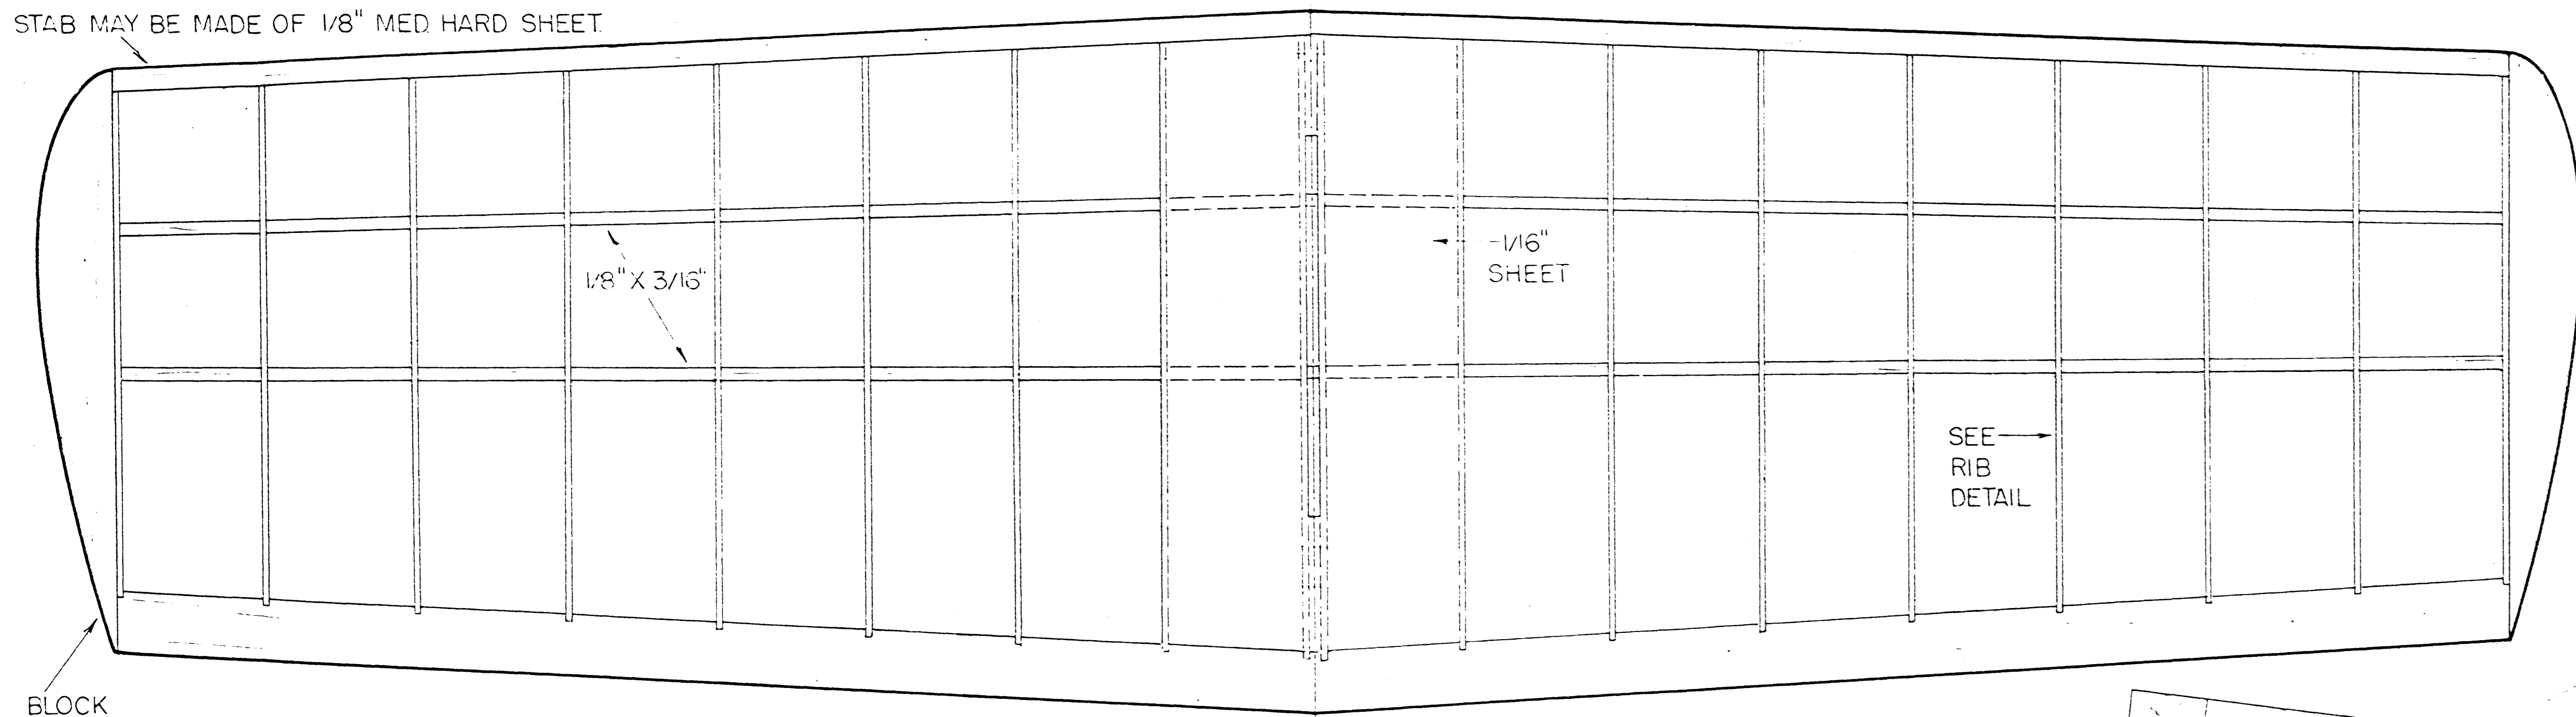 STAB MAY BE MADE OF 1/8" MED. HARD SHEET.
1/8" X 3/16"
1/16"
SHEET
SEE
RIB
DETAIL
BLOCK